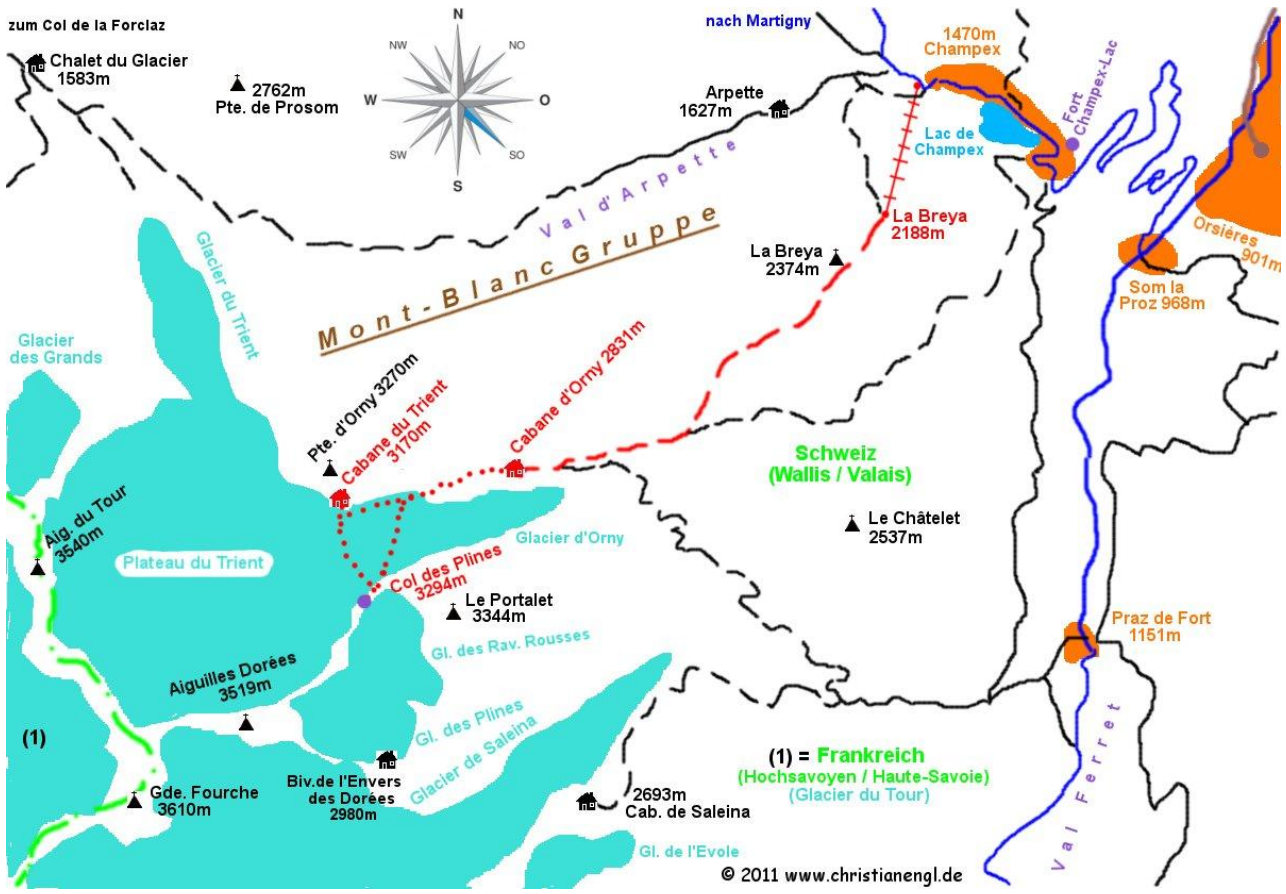 zum Col de la Forclaz
Chalet du Glacier
1583m
2762m
Pte. de Prosom
N
NO
O
SO
S
SW
W
NW
nach Martigny
1470m
Champex
Arpette
1627m
Lac de
Champex
Fort
Champex-Lac
Val d'Arpette
La Breya
2188m
La Breya
2374m
Orsiéres
901m
Som la
Proz 968m
Mont-Blanc Gruppe
Glacier
du Trient
Glacier
des Grands
Pte. d'Orny 3270m
Cabane du Trient
3170m
Cabane d'Orny 2831m
Schweiz
(Wallis / Valais)
Le Châtelet
2537m
Aig. du Tour
3540m
Plateau du Trient
Glacier d'Orny
Col des Plines
3294m
Le Portalet
3344m
Gl. des Rav. Rousses
Praz de Fort
1151m
Aiguilles Dorées
3519m
Gl. des Plines
Glacier de Saleina
(1)
Biv.de l'Envers
des Dorées
2980m
Gde. Fourche
3610m
2693m
Cab. de Saleina
Gl. de l'Evole
(1) = Frankreich
(Hochsavoyen / Haute-Savoie)
(Glacier du Tour)
Val Ferret
© 2011 www.christianengl.de